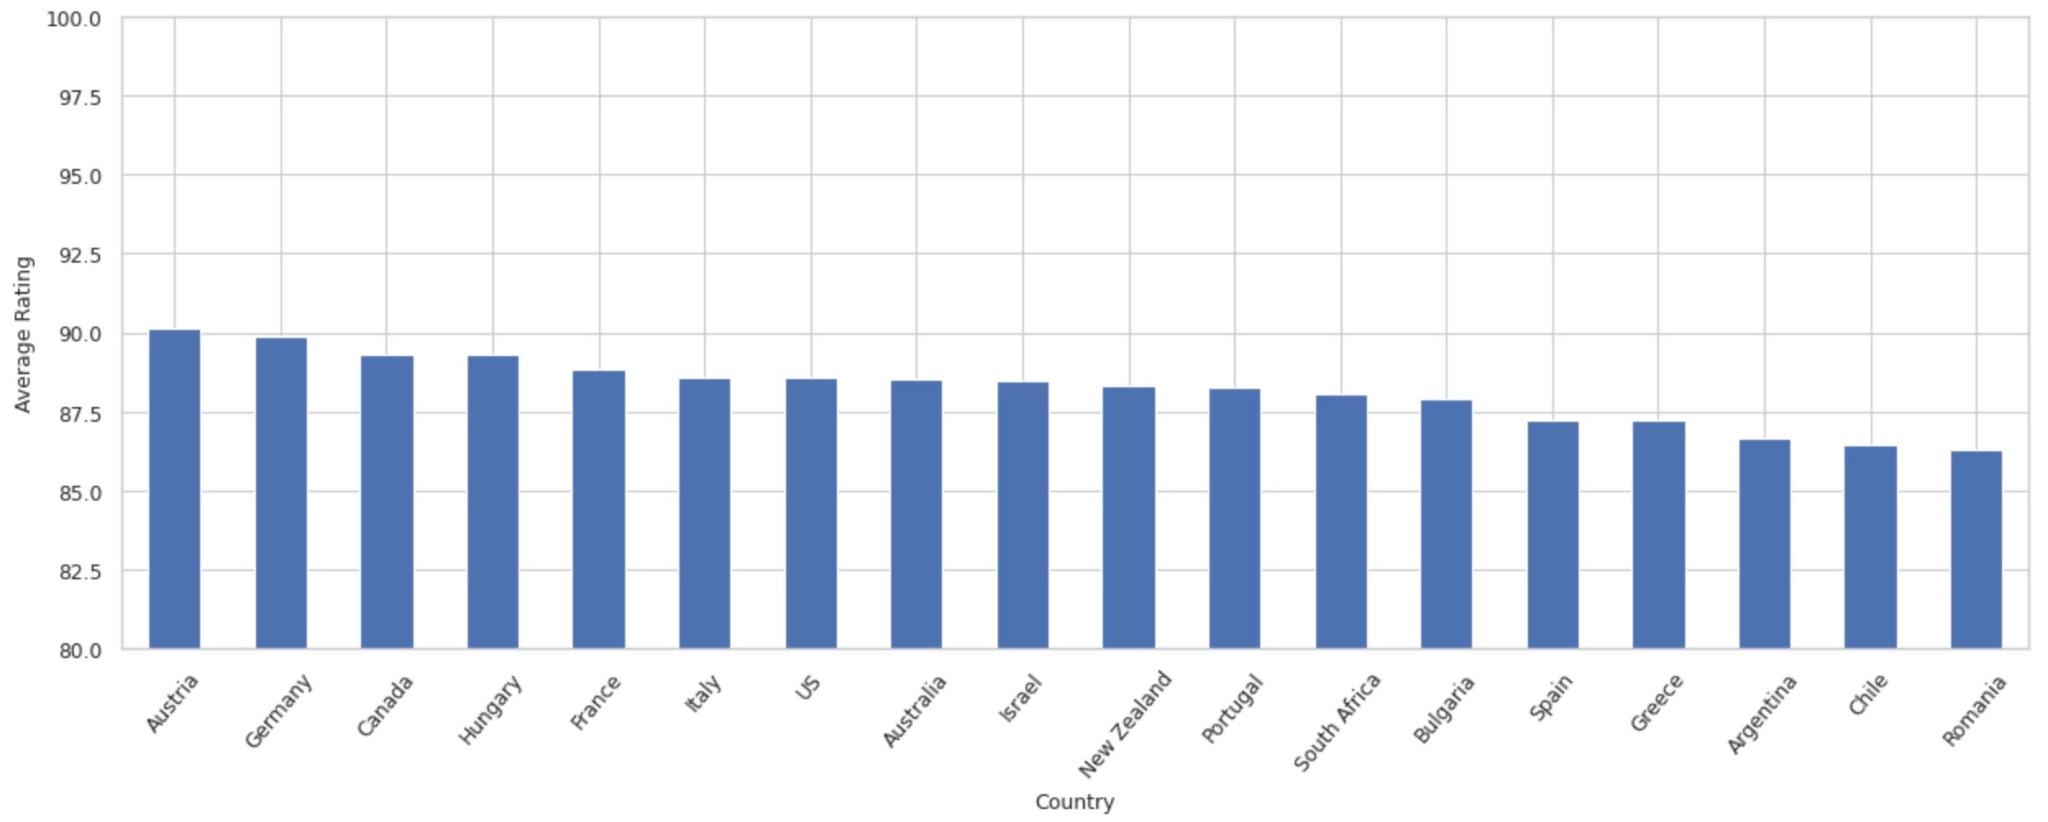 100.0
97.5
95.0
92.5
90.0
87.5
85.0
82.5
80.0
Average Rating
Austria
Germany
Canada
Hungary
France
Italy
US
Australia
Israel
New Zealand
Portugal
South Africa
Bulgaria
Spain
Greece
Argentina
Chile
Romania
Country